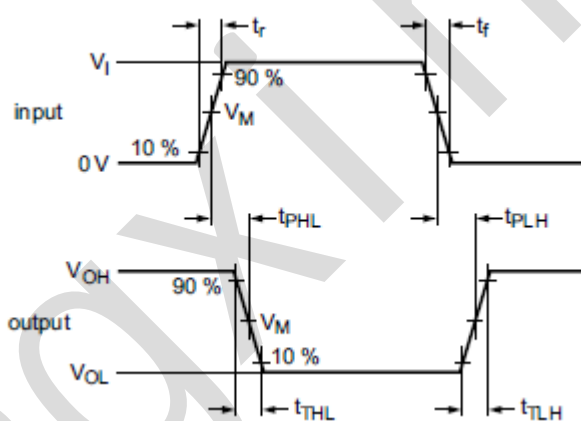 tr
tf
VI
90 %
input
VM
10 %
0 V
tPHL
tPLH
VOH
90 %
output
VM
10 %
VOL
tTHL
tTLH